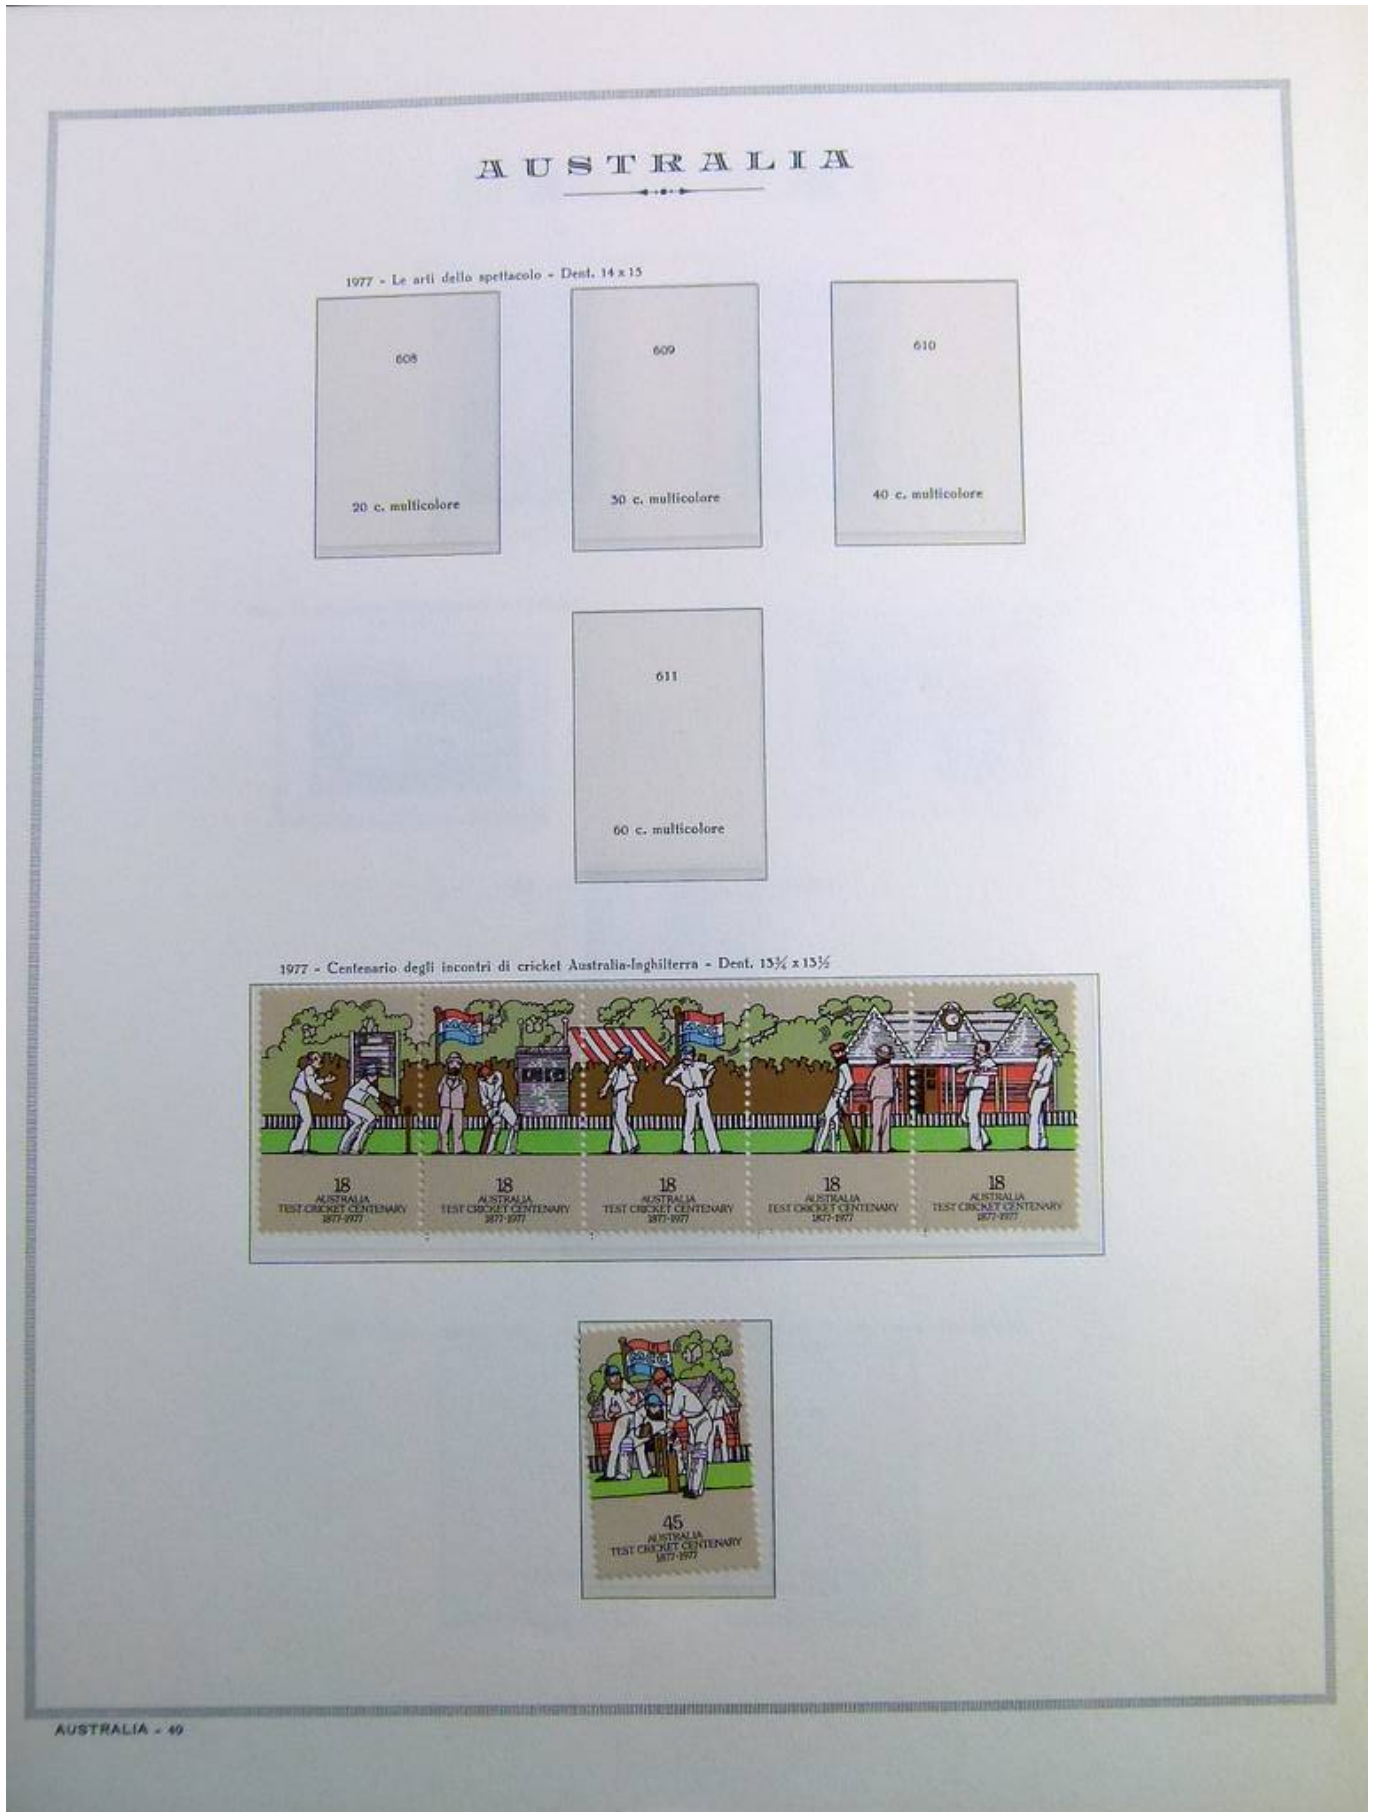 AUSTRALIA
1977 - Le arti dello spettacolo - Dent. 14 x 15
608
609
610
20 c. multicolore
30 c. multicolore
40 c. multicolore
611
60 c. multicolore
1977 - Centenario degli incontri di cricket Australia-Inghilterra - Dent. 13¾ x 13½
MCC
18
AUSTRALIA
TEST CRICKET CENTENARY
1877-1977
18
AUSTRALIA
TEST CRICKET CENTENARY
1877-1977
18
AUSTRALIA
TEST CRICKET CENTENARY
1877-1977
18
AUSTRALIA
TEST CRICKET CENTENARY
1877-1977
18
AUSTRALIA
TEST CRICKET CENTENARY
1877-1977
MCC
45
AUSTRALIA
TEST CRICKET CENTENARY
1877-1977
AUSTRALIA - 49